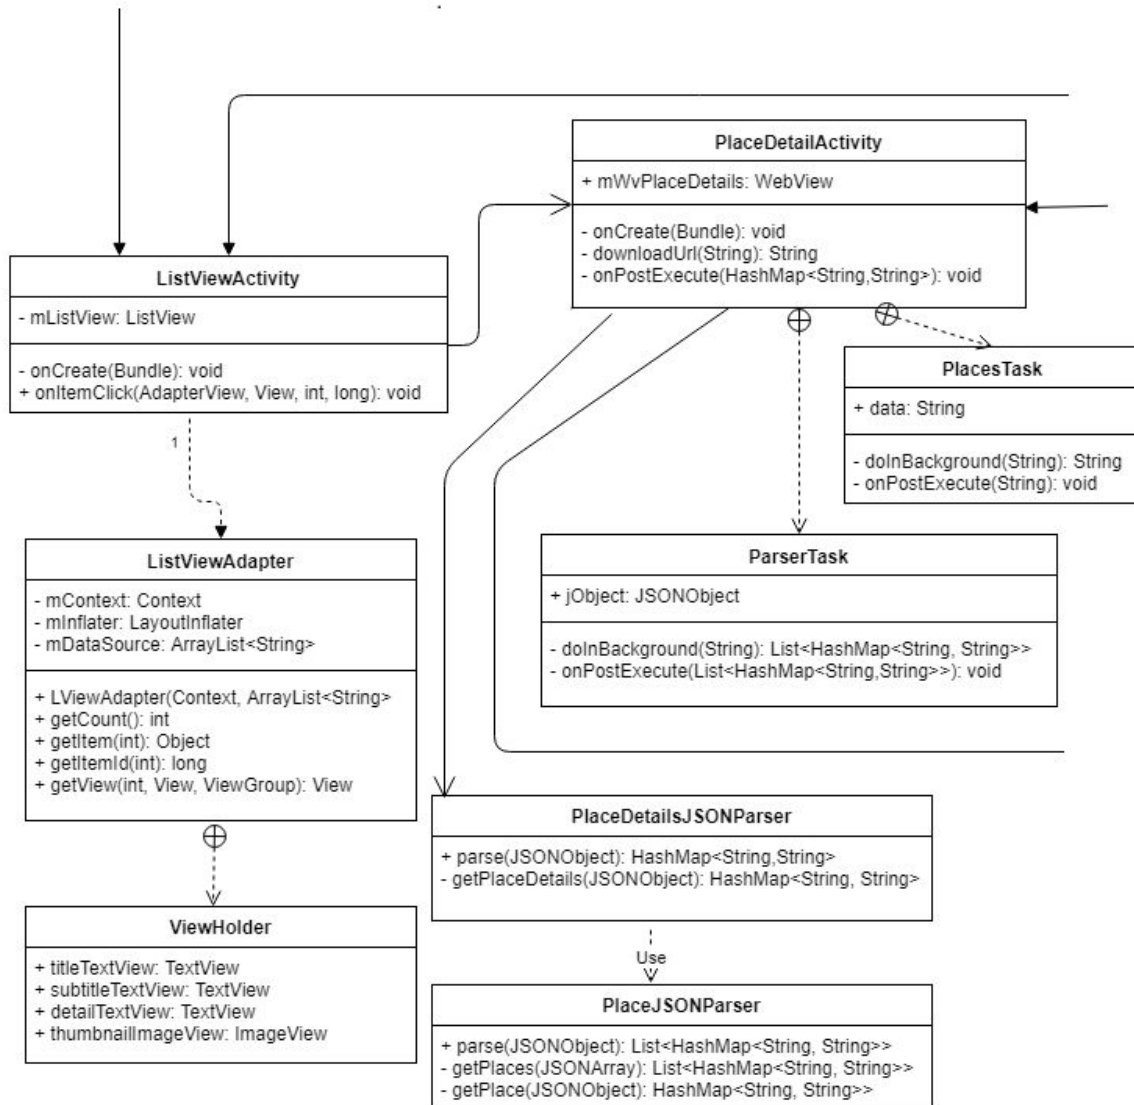 PlaceDetailActivity
+ mWvPlaceDetails: WebView
- onCreate(Bundle): void
- downloadUrl(String): String
- onPostExecute(HashMap<String,String>): void
ListViewActivity
- mListView: ListView
- onCreate(Bundle): void
+ onItemClick(AdapterView, View, int, long): void
PlacesTask
+ data: String
- doInBackground(String): String
- onPostExecute(String): void
1
ListViewAdapter
- mContext: Context
- mInflater: LayoutInflater
- mDataSource: ArrayList<String>
+ LViewAdapter(Context, ArrayList<String>
+ getCount(): int
+ getItem(int): Object
+ getItemId(int): long
+ getView(int, View, ViewGroup): View
ParserTask
+ jObject: JSONObject
- doInBackground(String): List<HashMap<String, String>>
- onPostExecute(List<HashMap<String,String>>): void
PlaceDetailsJSONParser
+ parse(JSONObject): HashMap<String,String>
- getPlaceDetails(JSONObject): HashMap<String, String>
ViewHolder
+ titleTextView: TextView
+ subtitleTextView: TextView
+ detailTextView: TextView
+ thumbnailImageView: ImageView
Use
PlaceJSONParser
+ parse(JSONObject): List<HashMap<String, String>>
- getPlaces(JSONArray): List<HashMap<String, String>>
- getPlace(JSONObject): HashMap<String, String>>